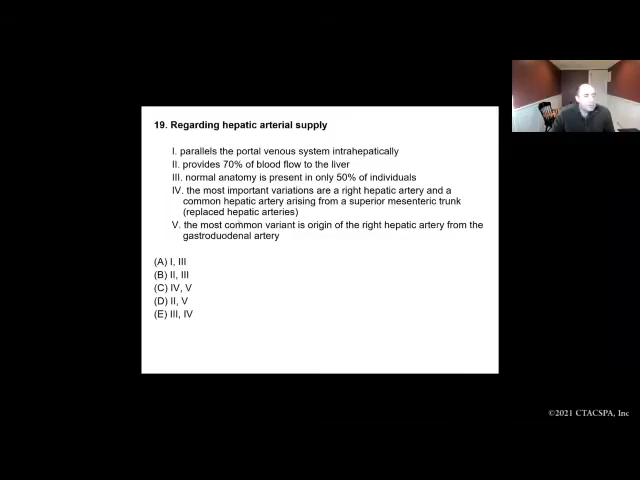 19. Regarding hepatic arterial supply
I. parallels the portal venous system intrahepatically
II. provides 70% of blood flow to the liver
III. normal anatomy is present in only 50% of individuals
IV. the most important variations are a right hepatic artery and a
common hepatic artery arising from a superior mesenteric trunk
(replaced hepatic arteries)
V. the most common variant is origin of the right hepatic artery from the
gastroduodenal artery
(A) I, III
(B) II, III
(C) IV, V
(D) II, V
(E) III, IV
©2021 CTACSPA, Inc